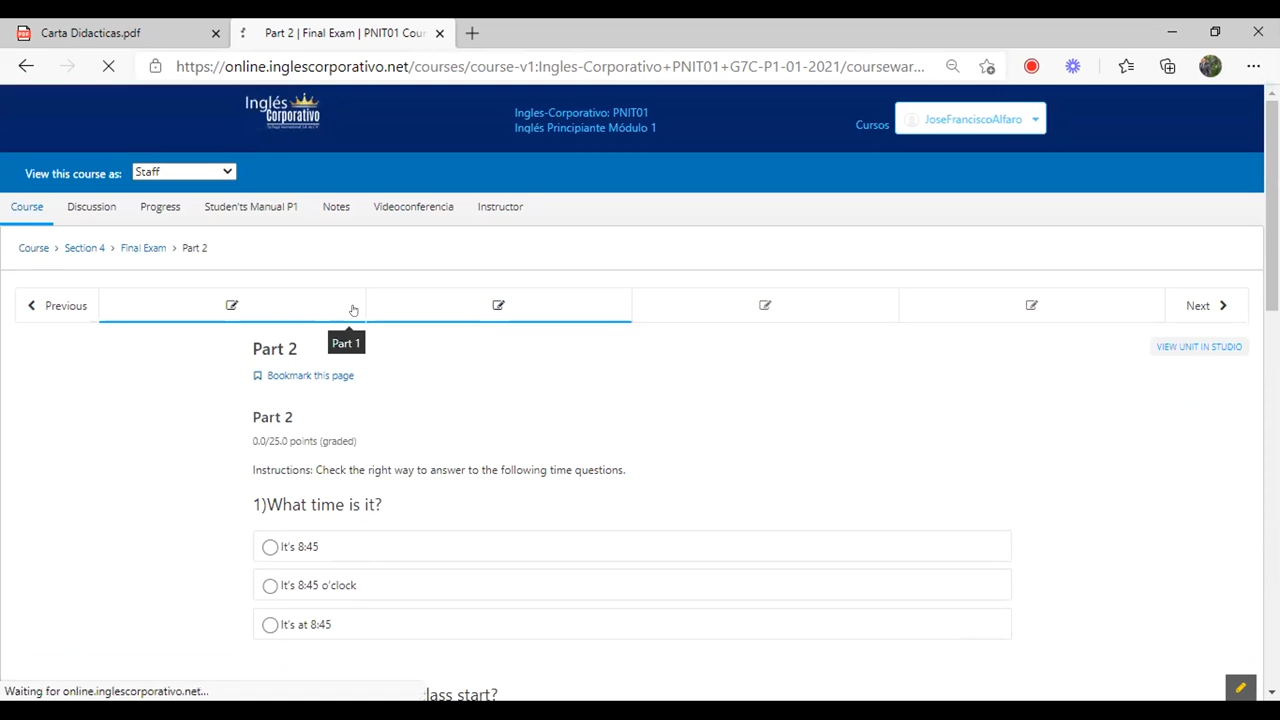 Carta Didacticas.pdf
Part 2 | Final Exam | PNIT01 Cour
https://online.inglescorporativo.net/courses/course-v1:Ingles-Corporativo+PNIT01+G7C-P1-01-2021/coursewar...
Inglés
Corporativo
Ingles-Corporativo: PNIT01
Inglés Principiante Módulo 1
Cursos
JoseFranciscoAlfaro
View this course as:
Staff
Course
Discussion
Progress
Studen'ts Manual P1
Notes
Videoconferencia
Instructor
Course > Section 4 > Final Exam > Part 2
Previous
Next
Part 1
Part 2
VIEW UNIT IN STUDIO
Bookmark this page
Part 2
0.0/25.0 points (graded)
Instructions: Check the right way to answer to the following time questions.
1)What time is it?
It's 8:45
It's 8:45 o'clock
It's at 8:45
lass start?
Waiting for online.inglescorporativo.net...